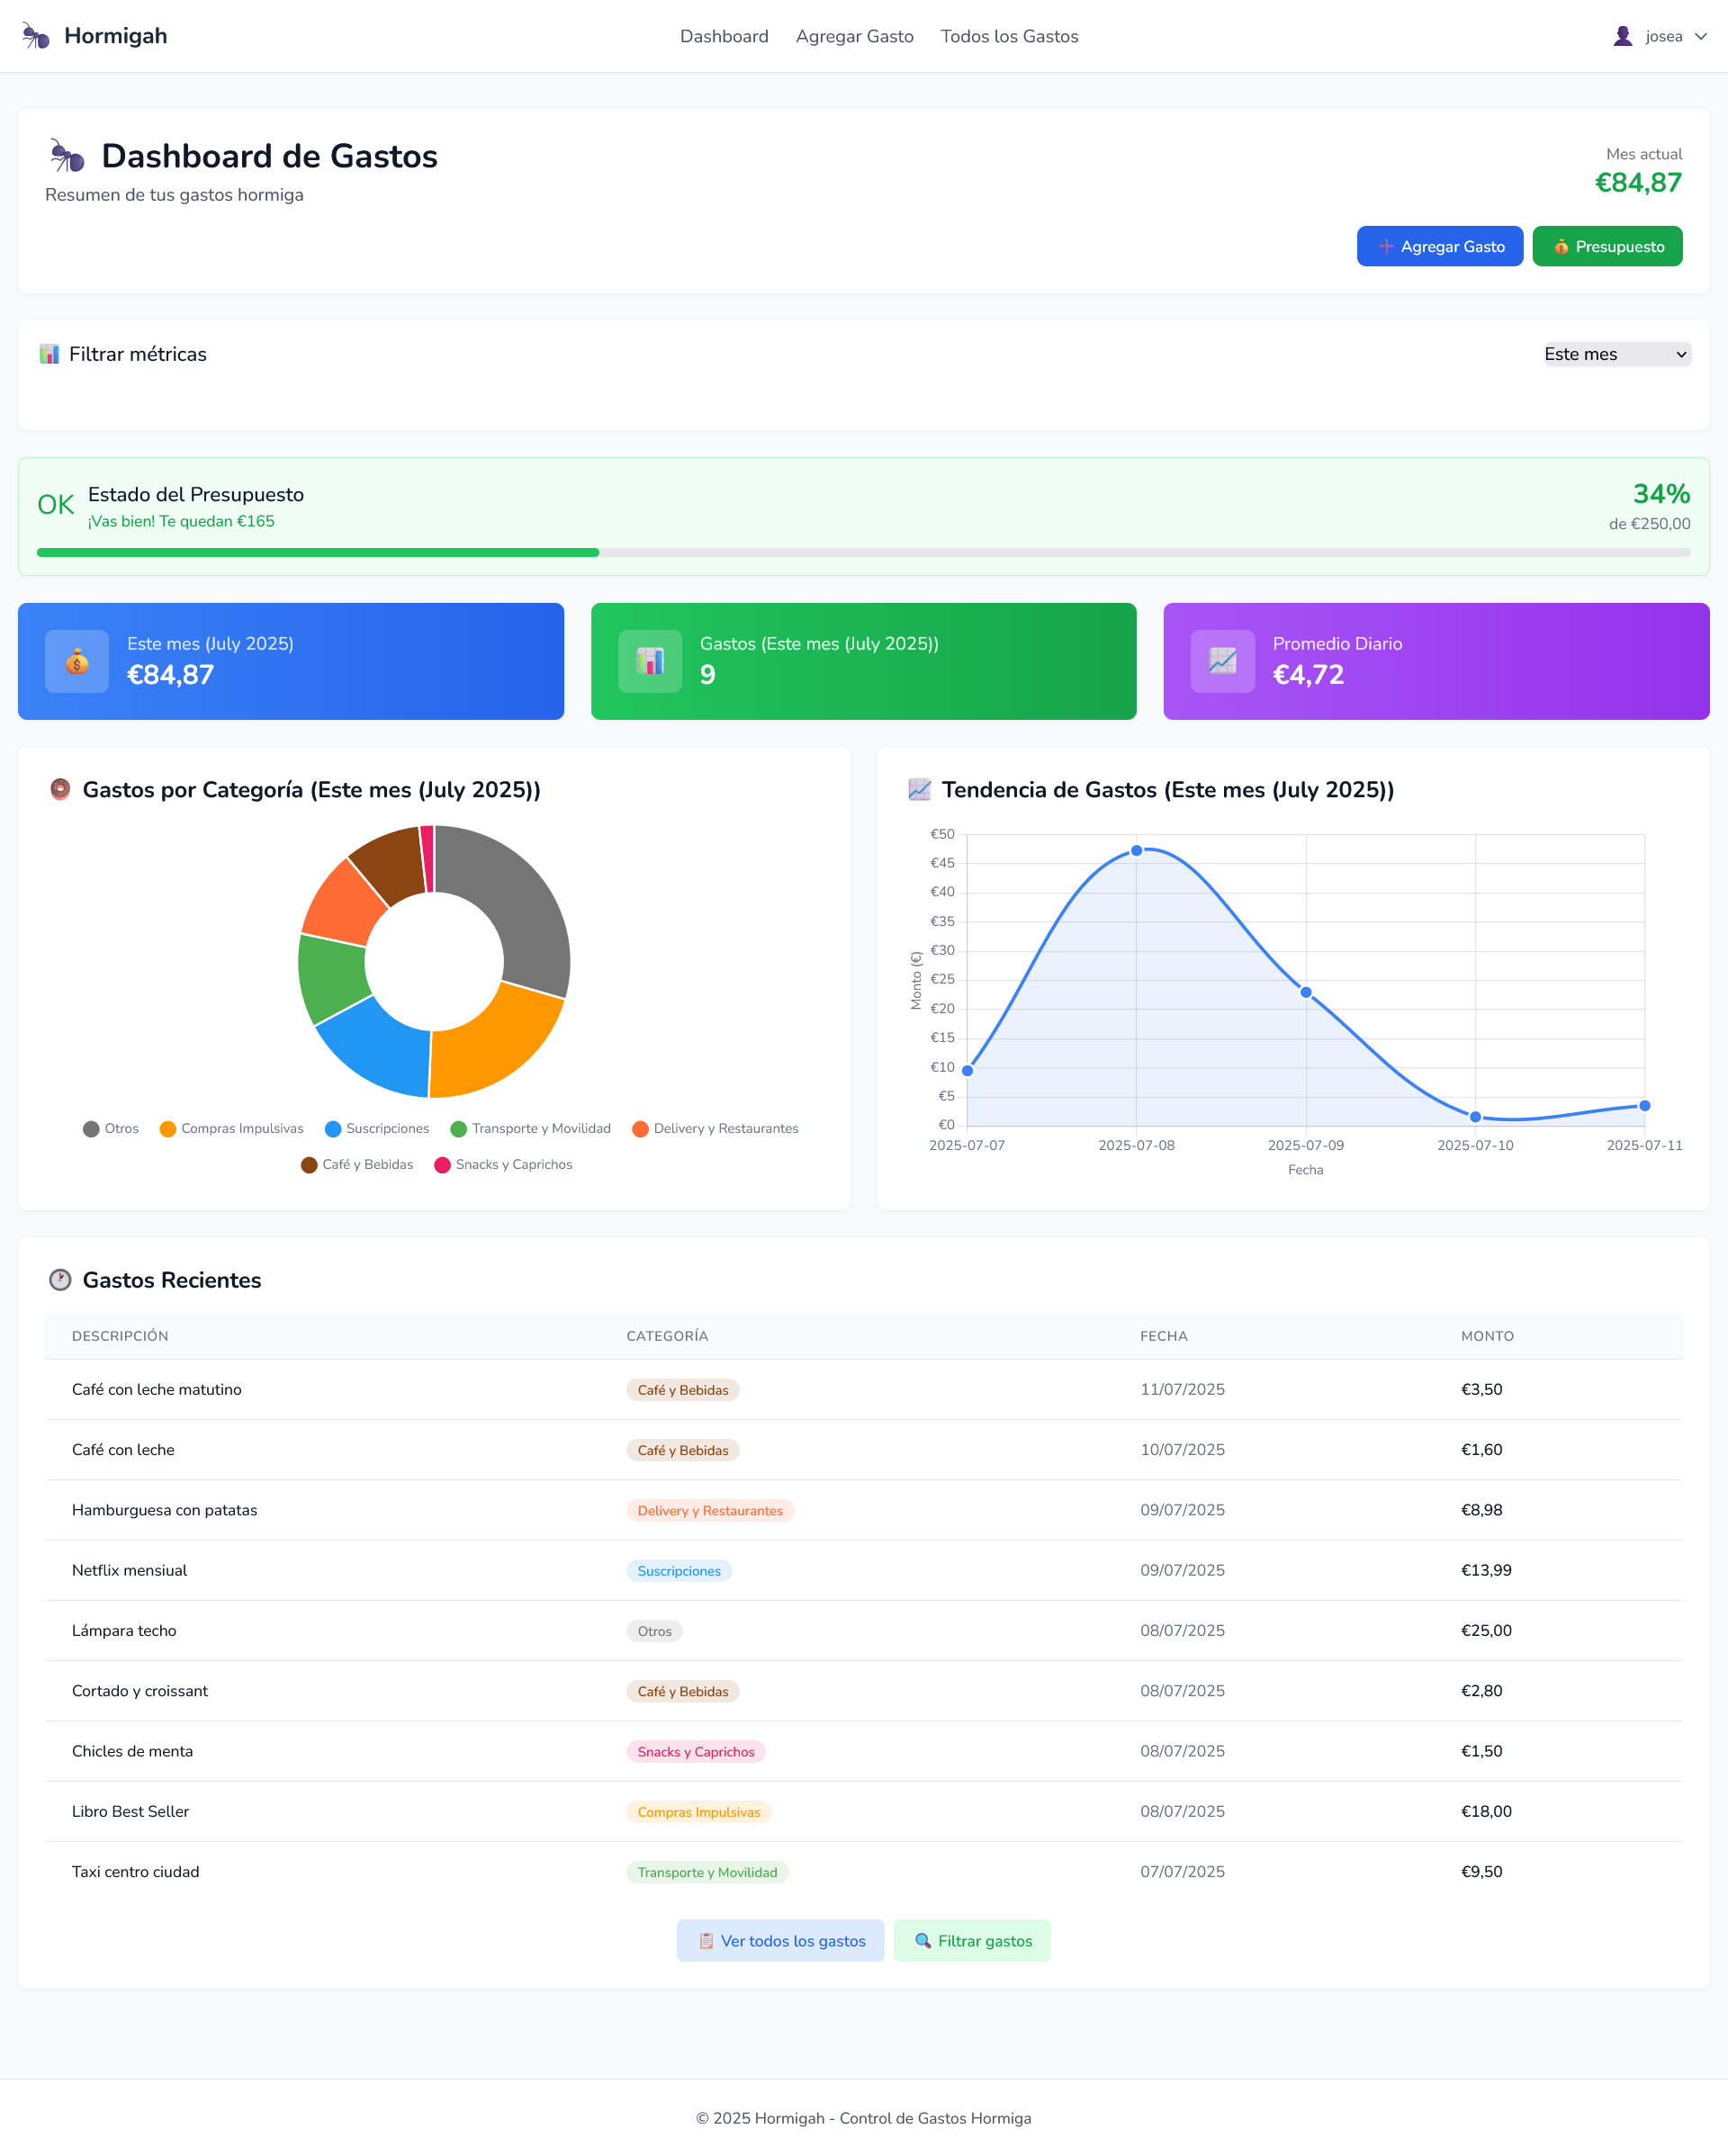 Hormigah
Dashboard Agregar Gasto Todos los Gastos
josea
Dashboard de Gastos
Resumen de tus gastos hormiga
Mes actual
€84,87
Agregar Gasto
Presupuesto
Filtrar métricas
Este mes
OK
Estado del Presupuesto
¡Vas bien! Te quedan €165
34%
de €250,00
Este mes (July 2025)
€84,87
Gastos (Este mes (July 2025))
9
Promedio Diario
€4,72
Gastos por Categoría (Este mes (July 2025))
Otros Compras Impulsivas Suscripciones Transporte y Movilidad Delivery y Restaurantes
Café y Bebidas Snacks y Caprichos
Tendencia de Gastos (Este mes (July 2025))
Monto (€)
€50
€45
€40
€35
€30
€25
€20
€15
€10
€5
€0
2025-07-07 2025-07-08 2025-07-09 2025-07-10 2025-07-11
Fecha
Gastos Recientes
DESCRIPCIÓN CATEGORÍA FECHA MONTO
Café con leche matutino Café y Bebidas 11/07/2025 €3,50
Café con leche Café y Bebidas 10/07/2025 €1,60
Hamburguesa con patatas Delivery y Restaurantes 09/07/2025 €8,98
Netflix mensiual Suscripciones 09/07/2025 €13,99
Lámpara techo Otros 08/07/2025 €25,00
Cortado y croissant Café y Bebidas 08/07/2025 €2,80
Chicles de menta Snacks y Caprichos 08/07/2025 €1,50
Libro Best Seller Compras Impulsivas 08/07/2025 €18,00
Taxi centro ciudad Transporte y Movilidad 07/07/2025 €9,50
Ver todos los gastos
Filtrar gastos
© 2025 Hormigah - Control de Gastos Hormiga